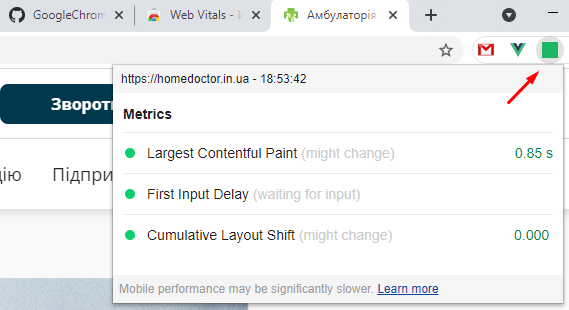 GoogleChrom
Web Vitals - И
Амбулаторія
https://homedoctor.in.ua - 18:53:42
Зворотн
Metrics
Largest Contentful Paint (might change) 0.85 s
цію Підпри
First Input Delay (waiting for input)
Cumulative Layout Shift (might change) 0.000
Mobile performance may be significantly slower. Learn more